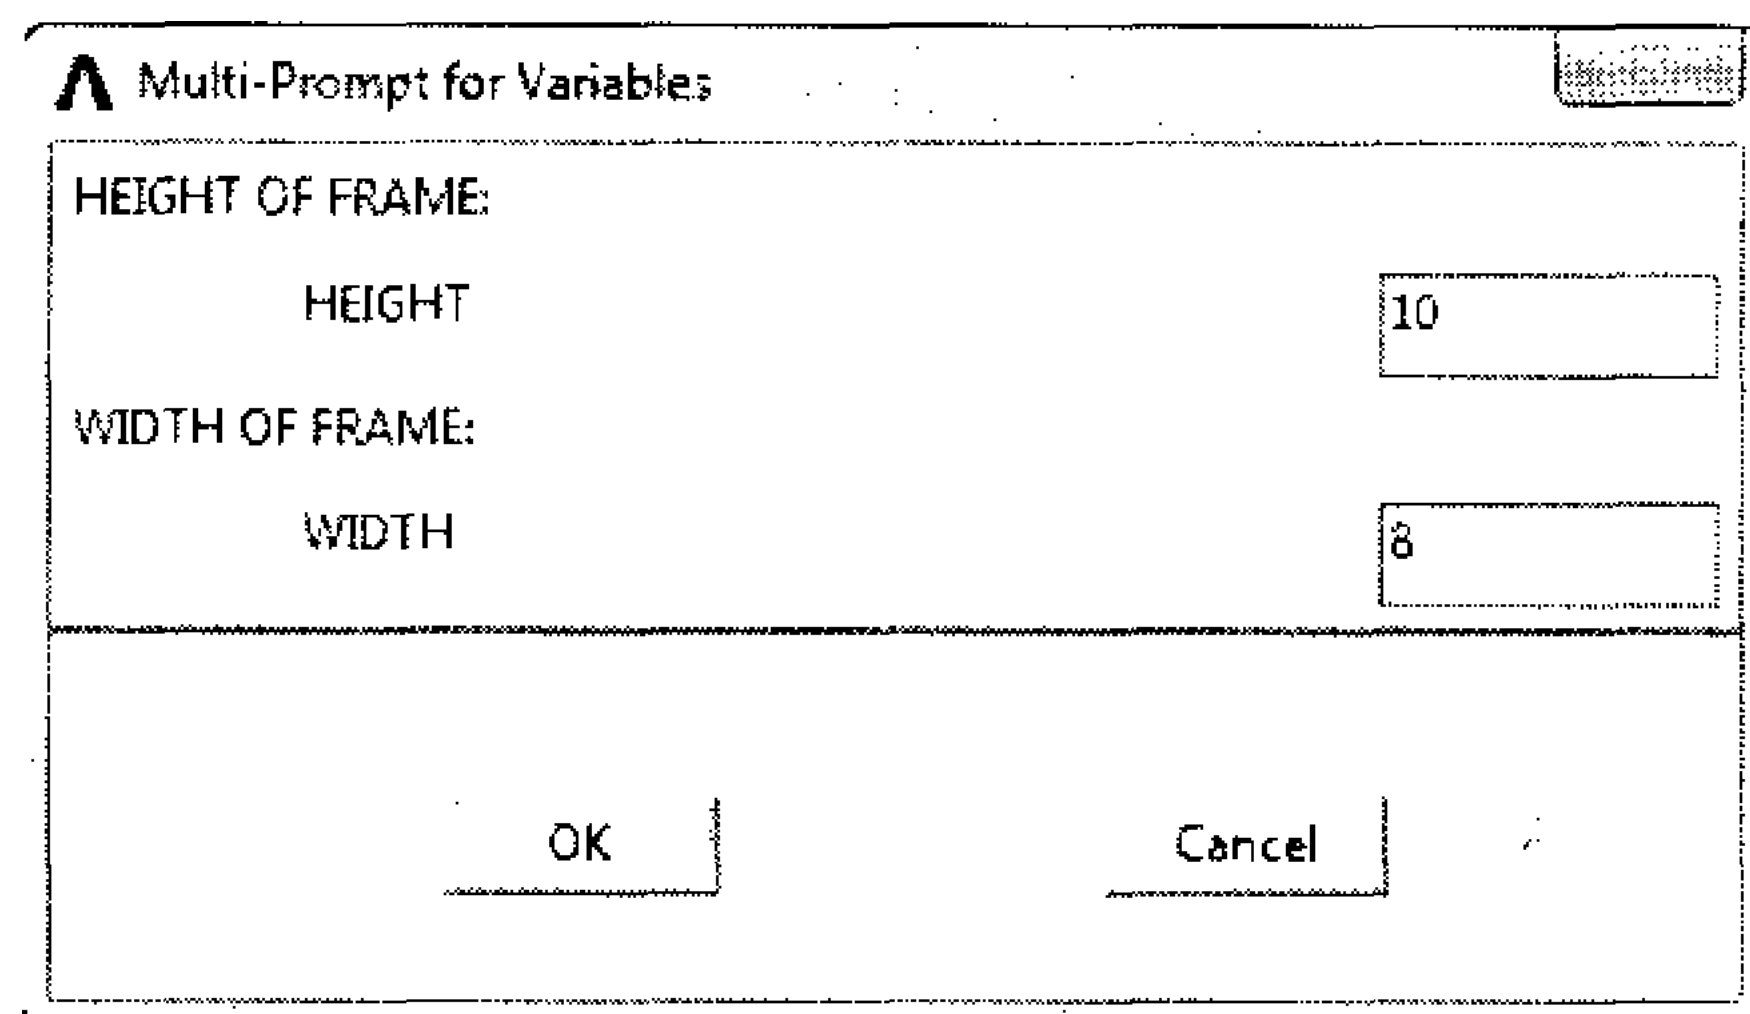 Multi-Prompt for Variables
HEIGHT OF FRAME:
HEIGHT
10
WIDTH OF FRAME:
WIDTH
8
OK
Cancel